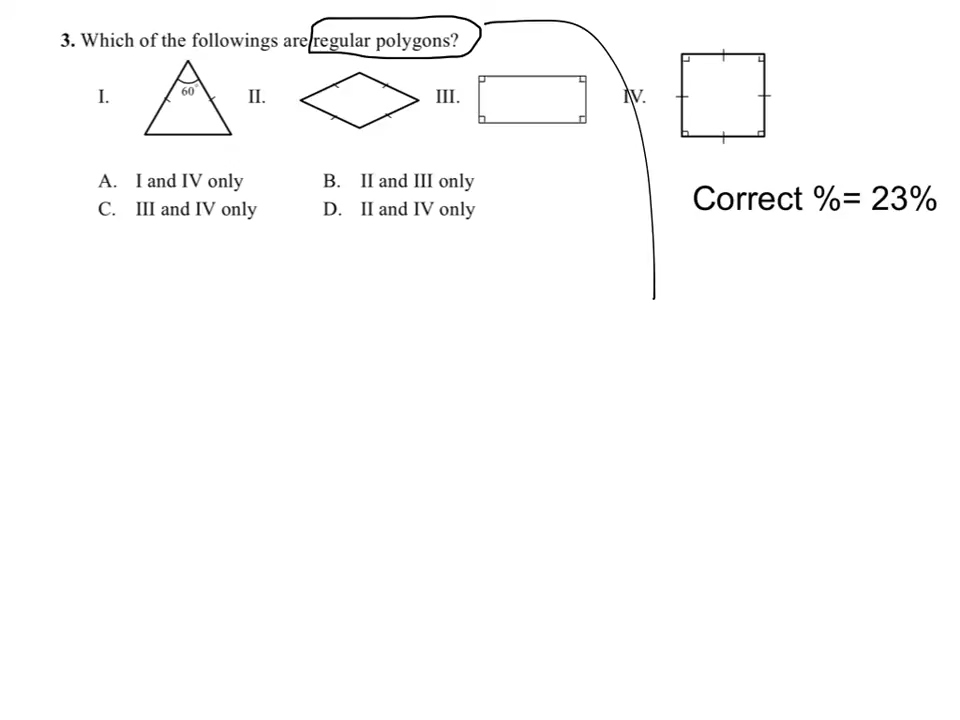 3. Which of the followings are regular polygons?
I. 60° II. III. IV.
A. I and IV only B. II and III only
C. III and IV only D. II and IV only
Correct %= 23%